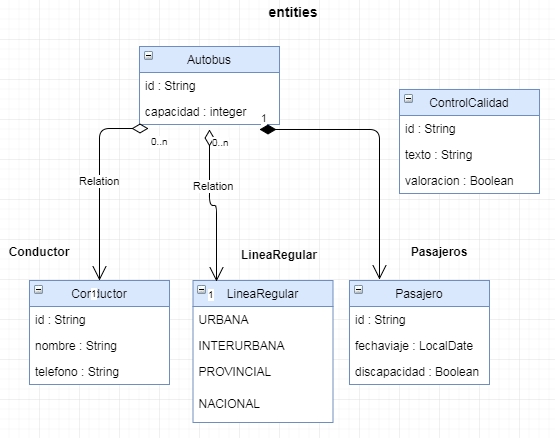 entities
Autobus
id : String
capacidad : integer
1
0..n
0..n
ControlCalidad
id : String
texto : String
valoracion : Boolean
Relation
Relation
Conductor
LineaRegular
Pasajeros
Conductor
1
id : String
nombre : String
telefono : String
1
LineaRegular
URBANA
INTERURBANA
PROVINCIAL
NACIONAL
Pasajero
id : String
fechaviaje : LocalDate
discapacidad : Boolean